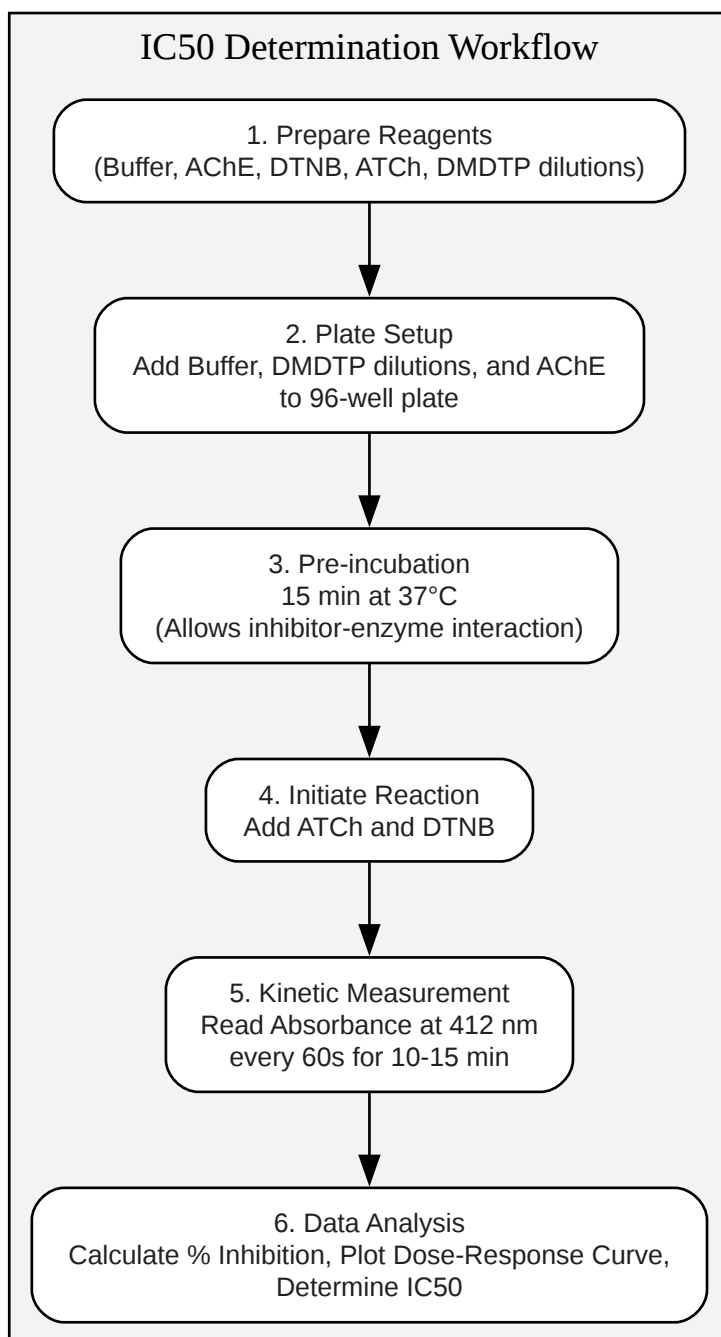 IC50 Determination Workflow
1. Prepare Reagents
(Buffer, AChE, DTNB, ATCh, DMDTP dilutions)
2. Plate Setup
Add Buffer, DMDTP dilutions, and AChE
to 96-well plate
3. Pre-incubation
15 min at 37°C
(Allows inhibitor-enzyme interaction)
4. Initiate Reaction
Add ATCh and DTNB
5. Kinetic Measurement
Read Absorbance at 412 nm
every 60s for 10-15 min
6. Data Analysis
Calculate % Inhibition, Plot Dose-Response Curve,
Determine IC50